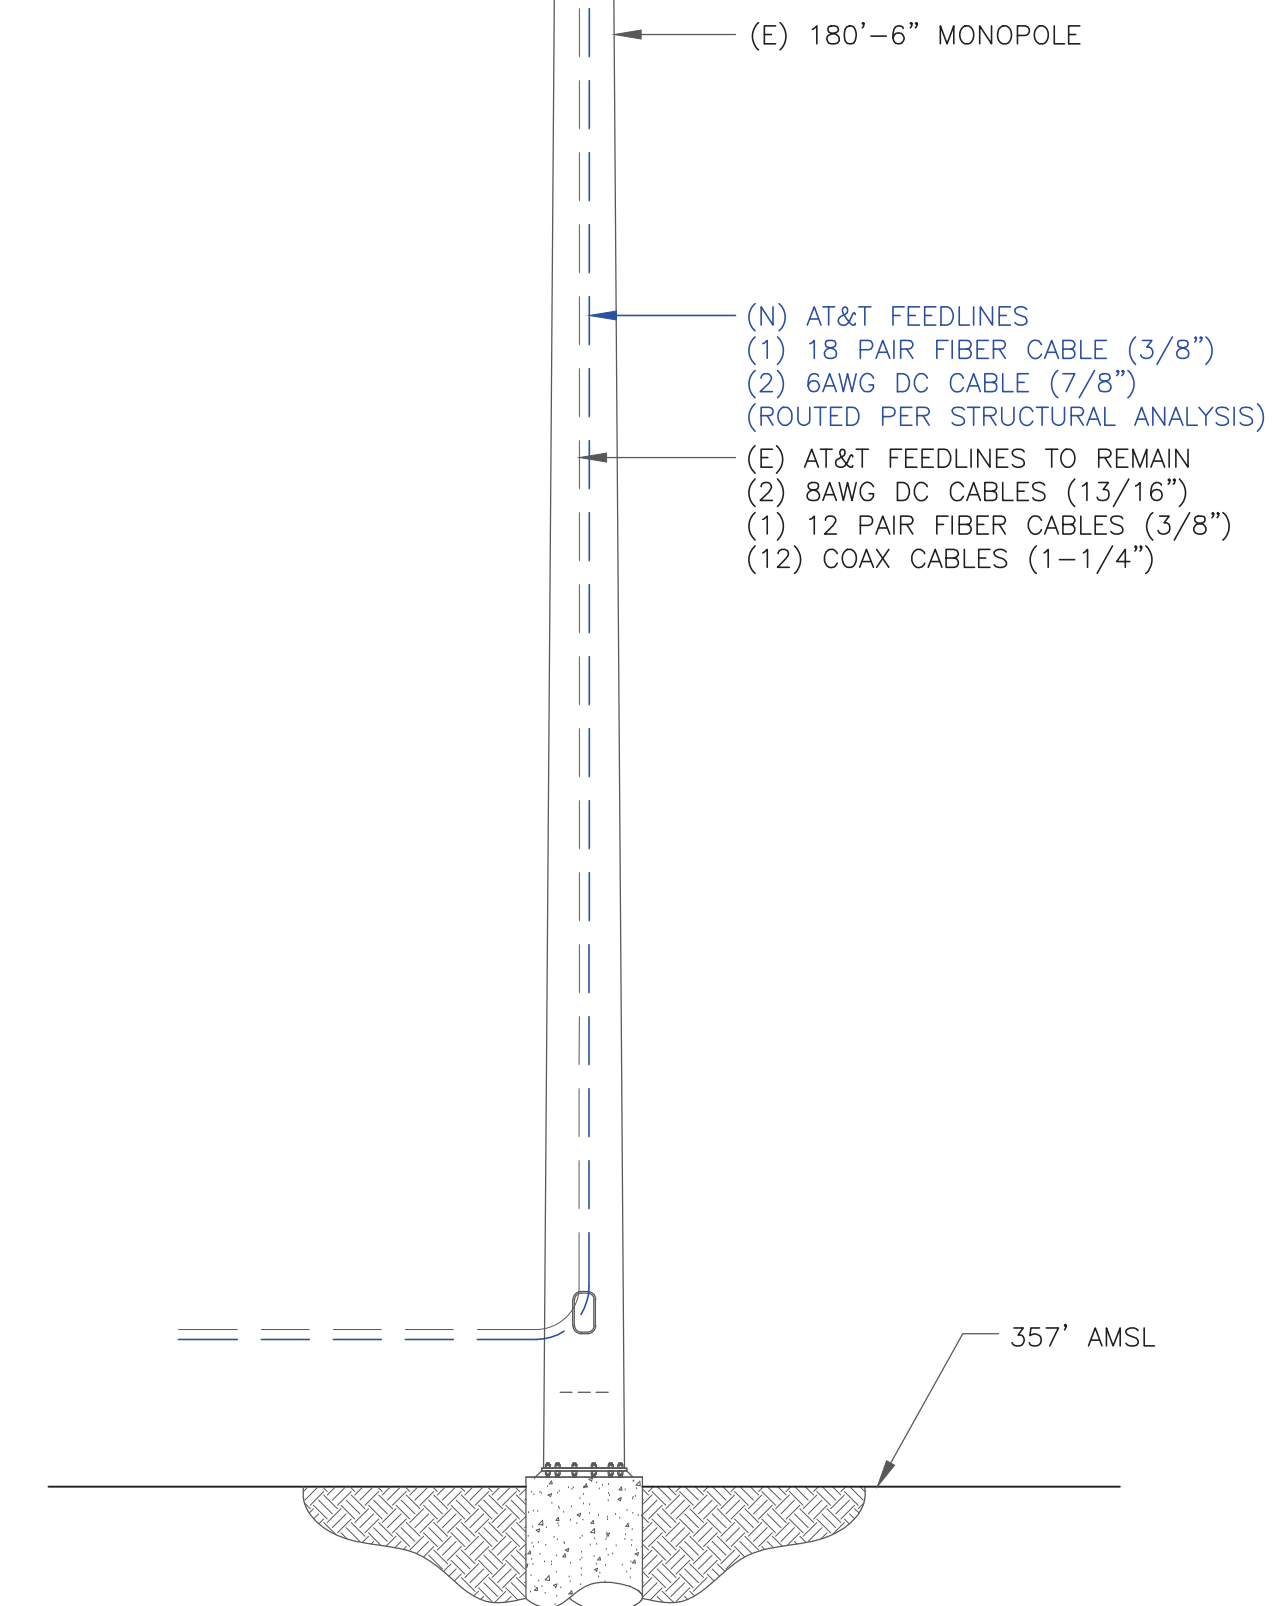 (E) 180'-6" MONOPOLE
(N) AT&T FEEDLINES
(1) 18 PAIR FIBER CABLE (3/8")
(2) 6AWG DC CABLE (7/8")
(ROUTED PER STRUCTURAL ANALYSIS)
(E) AT&T FEEDLINES TO REMAIN
(2) 8AWG DC CABLES (13/16")
(1) 12 PAIR FIBER CABLES (3/8")
(12) COAX CABLES (1-1/4")
357' AMSL